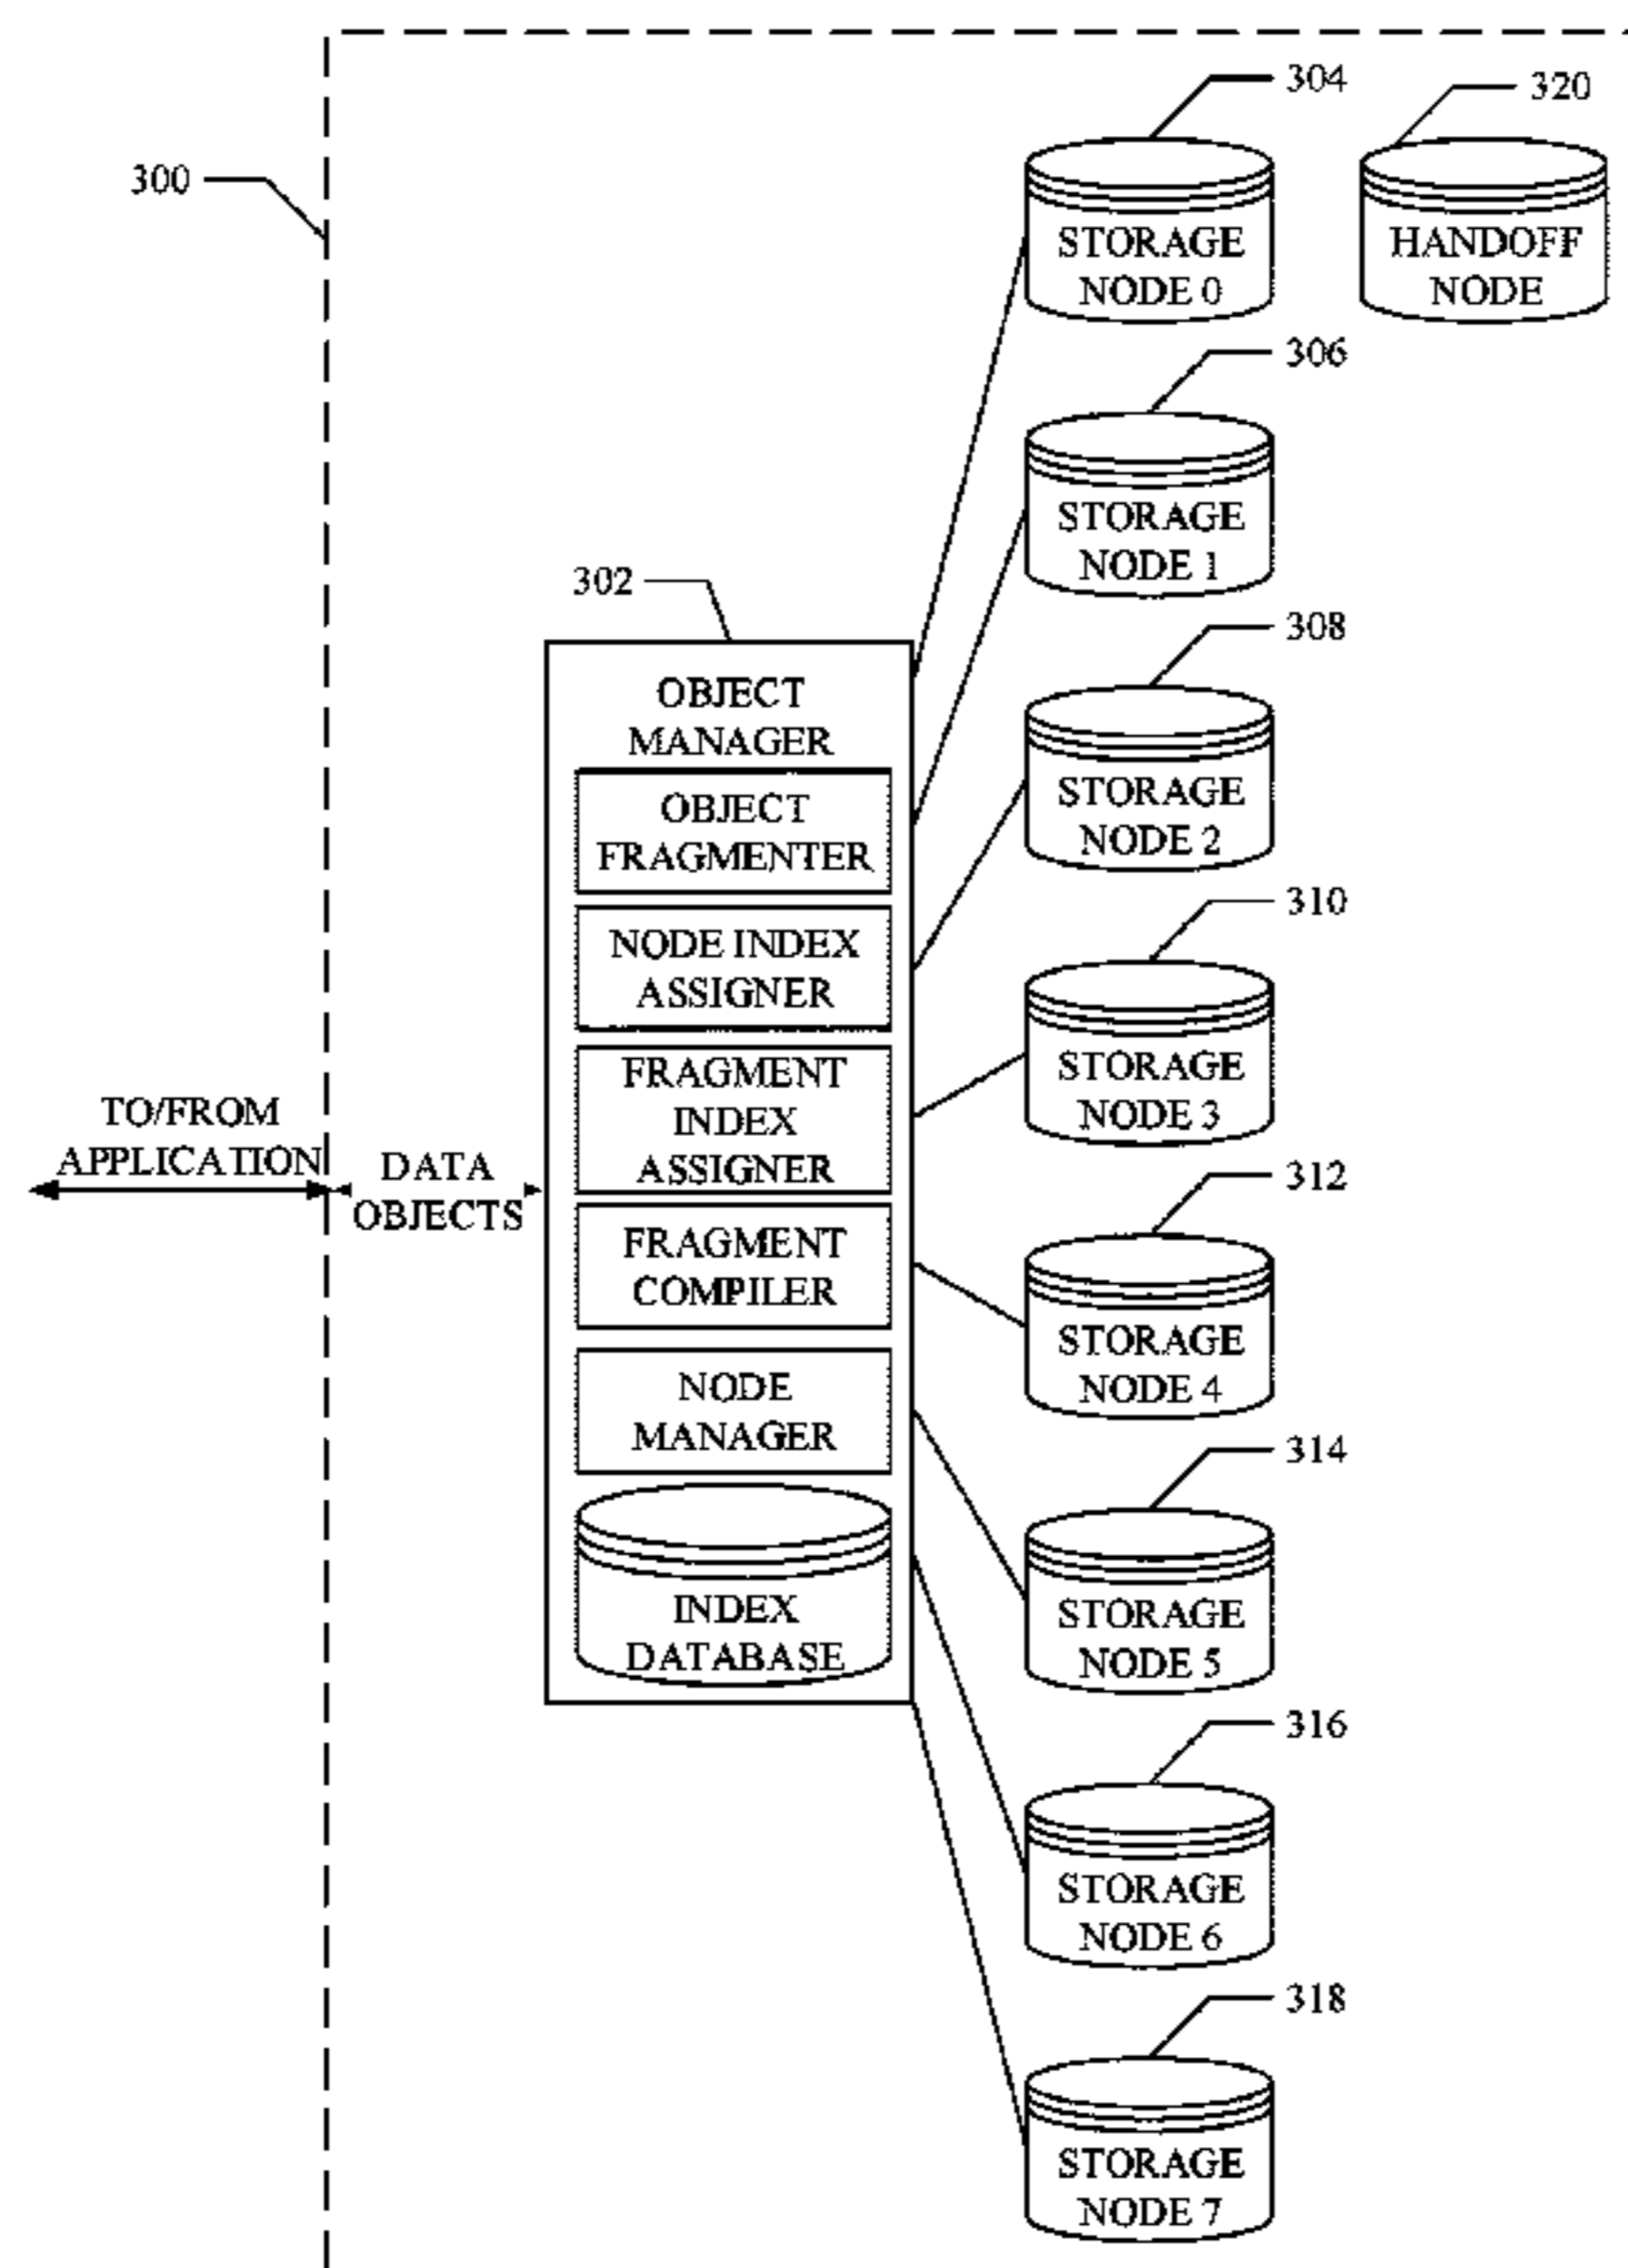 304
320
300
STORAGE
NODE 0
HANDOFF
NODE
306
STORAGE
NODE 1
302
308
OBJECT
MANAGER
STORAGE
NODE 2
OBJECT
FRAGMENTER
310
NODE INDEX
ASSIGNER
STORAGE
NODE 3
FRAGMENT
INDEX
ASSIGNER
TO/FROM
APPLICATION
DATA
OBJECTS
312
FRAGMENT
COMPILER
STORAGE
NODE 4
NODE
MANAGER
314
INDEX
DATABASE
STORAGE
NODE 5
316
STORAGE
NODE 6
318
STORAGE
NODE 7